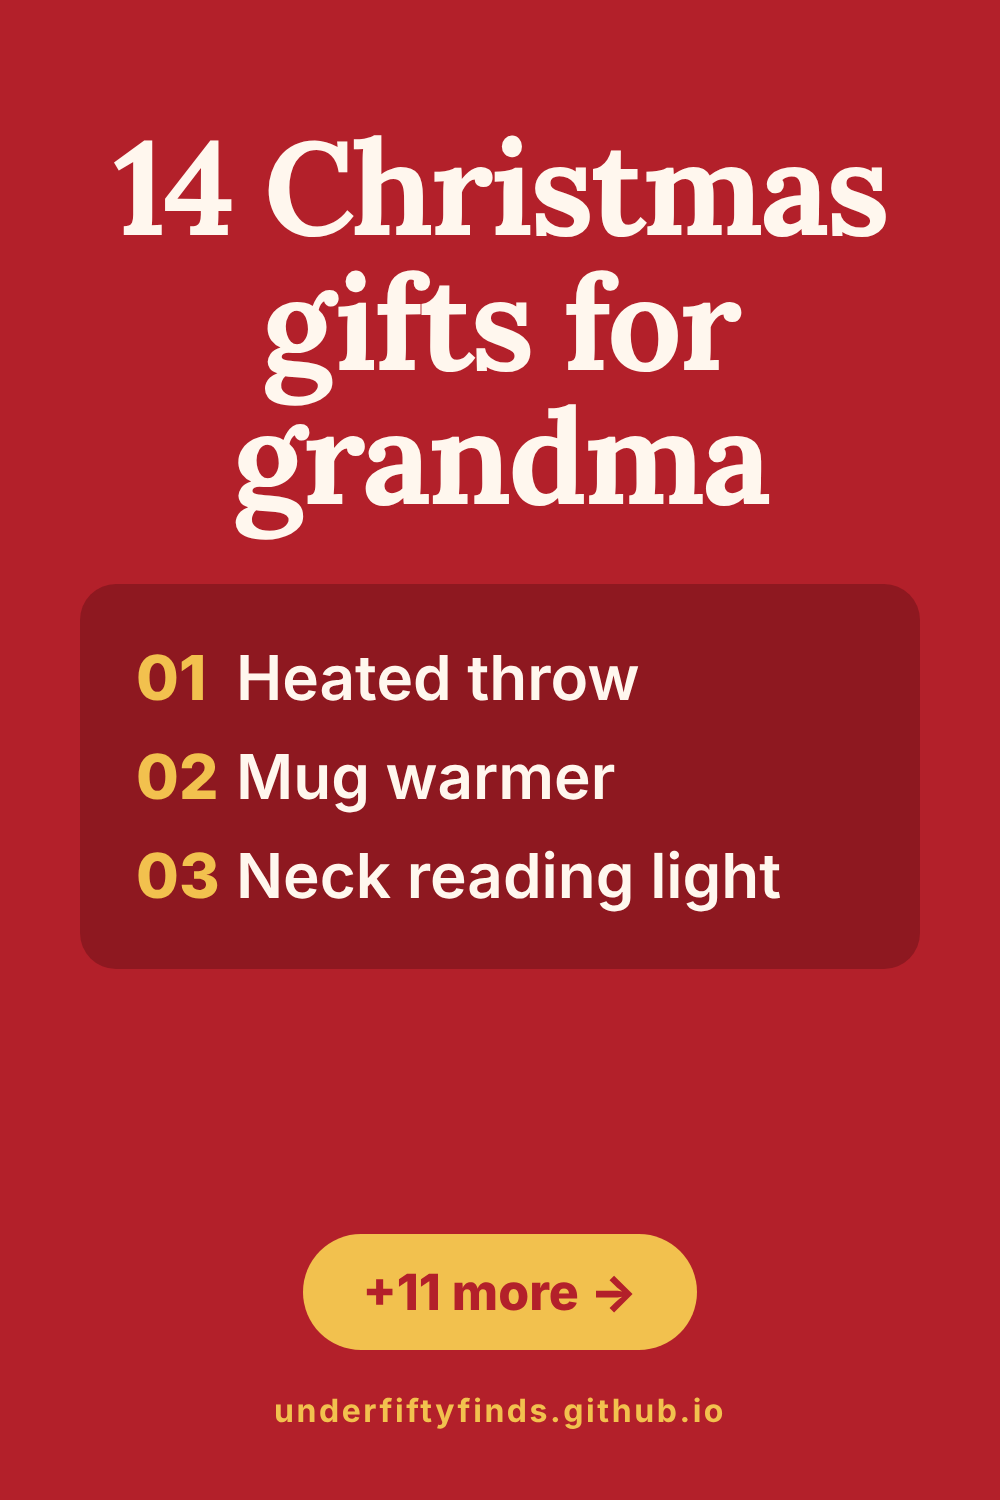 14 Christmas
gifts for
grandma
01 Heated throw
02 Mug warmer
03 Neck reading light
+11 more →
underfiftyfinds.github.io